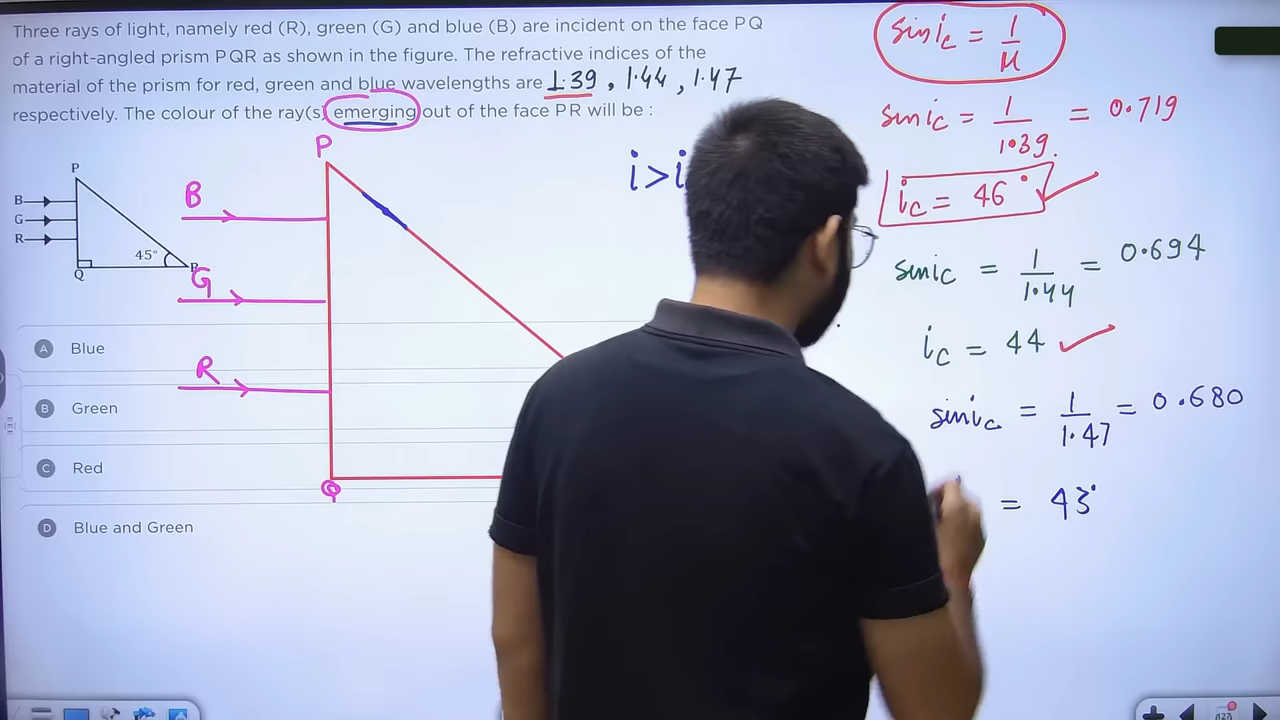 Three rays of light, namely red (R), green (G) and blue (B) are incident on the face PQ
of a right-angled prism PQR as shown in the figure. The refractive indices of the
material of the prism for red, green and blue wavelengths are 1.39, 1.44, 1.47
respectively. The colour of the ray(s) emerging out of the face PR will be :
P
B
G
R
45°
Q
R
P
B
G
R
Q
i>i
A Blue
B Green
C Red
D Blue and Green
sin ic = 1/μ
sin ic = 1/1.39 = 0.719
ic = 46°
sin ic = 1/1.44 = 0.694
ic = 44
sin ic = 1/1.47 = 0.680
= 43°